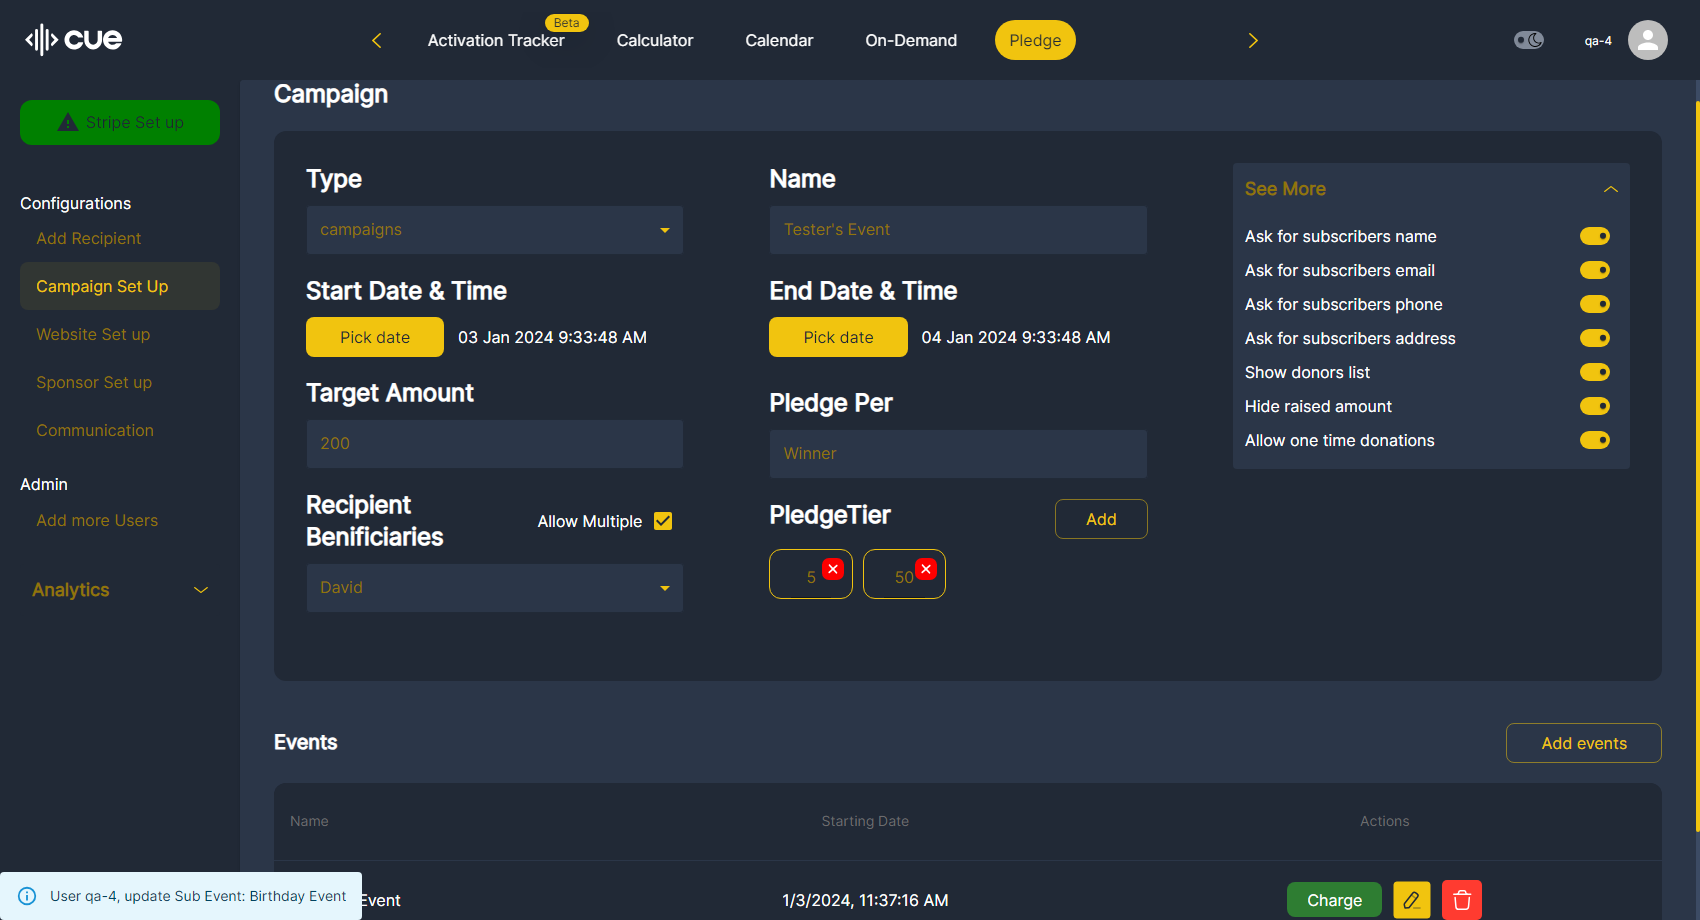 cue
Activation Tracker
Beta
Calculator
Calendar
On-Demand
Pledge
qa-4
Stripe Set up
Configurations
Add Recipient
Campaign Set Up
Website Set up
Sponsor Set up
Communication
Admin
Add more Users
Analytics
Campaign
Type
campaigns
Name
Tester's Event
Start Date & Time
Pick date 03 Jan 2024 9:33:48 AM
End Date & Time
Pick date 04 Jan 2024 9:33:48 AM
Target Amount
200
Pledge Per
Winner
Recipient
Benificiaries
Allow Multiple
David
PledgeTier
Add
5
50
See More
Ask for subscribers name
Ask for subscribers email
Ask for subscribers phone
Ask for subscribers address
Show donors list
Hide raised amount
Allow one time donations
Events
Add events
Name Starting Date Actions
Event 1/3/2024, 11:37:16 AM Charge
User qa-4, update Sub Event: Birthday Event